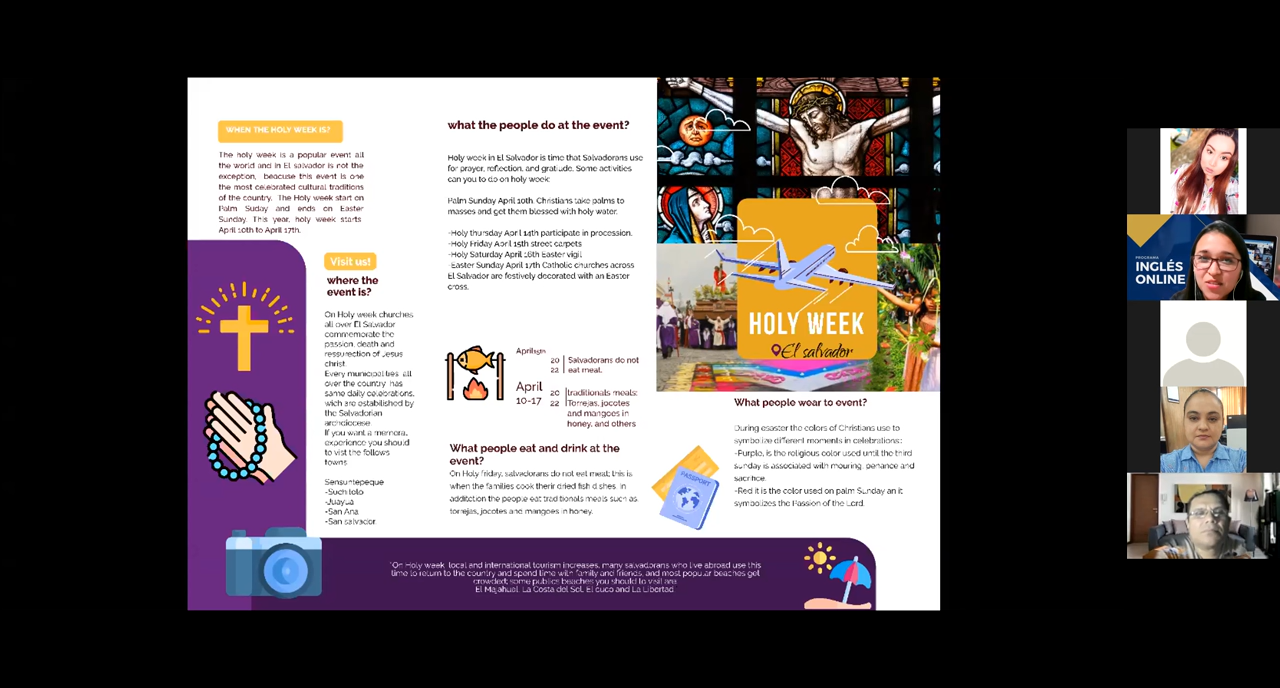 WHEN THE HOLY WEEK IS?
The holy week is a popular event all
the world and in El salvador is not the
exception, beacuse this event is one
the most celebrated cultural traditions
of the country. The Holy week start on
Palm Suday and ends on Easter
Sunday. This year, holy week starts
April 10th to April 17th.
Visit us!
where the
event is?
On Holy week churches
all over El Salvador
commemorate the
passion, death and
ressurection of Jesus
christ.
Every municipalities all
over the country has
same daily celebrations,
wich are estabilished by
the Salvadorian
archdiocese
If you want a memora,
experience you should
to vist the follows
towns
Sensuntepeque
-Suchitoto
-Juayua
-San Ana
-San salvador
what the people do at the event?
Holy week in El Salvador is time that Salvadorans use
for prayer, reflection, and gratiude. Some activities
can you to do on holy week:
Palm Sunday April 10th, Christians take palms to
masses and get them blessed with holy water.
-Holy thursday April 14th participate in procession.
-Holy Friday April 15th street carpets
-Holy Saturday April 16th Easter vigil
-Easter Sunday April 17th Catholic churches across
El Salvador are festively decorated with an Easter
cross.
April15th
20
22
Salvadorans do not
eat meal.
April
10-17
20
22
traditionals meals:
Torrejas, jocotes
and mangoes in
honey, and others
What people eat and drink at the
event?
On Holy friday, salvadorans do not eat meat; this is
when the families cook their dried fish dishes. In
additation the people eat traditionals meals such as:
torrejas, jocotes and mangoes in honey.
HOLY WEEK
El salvador
What people wear to event?
During esaster the colors of Christians use to
symbolize different moments in celebrations:
-Purple, is the religious color used until the third
sunday is associated with mouring, penance and
sacrifice.
-Red it is the color used on palm Sunday an it
symbolizes the Passion of the Lord.
PASSPORT
"On Holy week, local and international tourism increases, many salvadorans who live abroad use this
time to return to the country and spend time with family and friends, and most popular beaches get
crowded; some publics beaches you should to visit are:
El Majahual, La Costa del Sol, El cuco and La Libertad.
PROGRAMA
INGLÉS
ONLINE